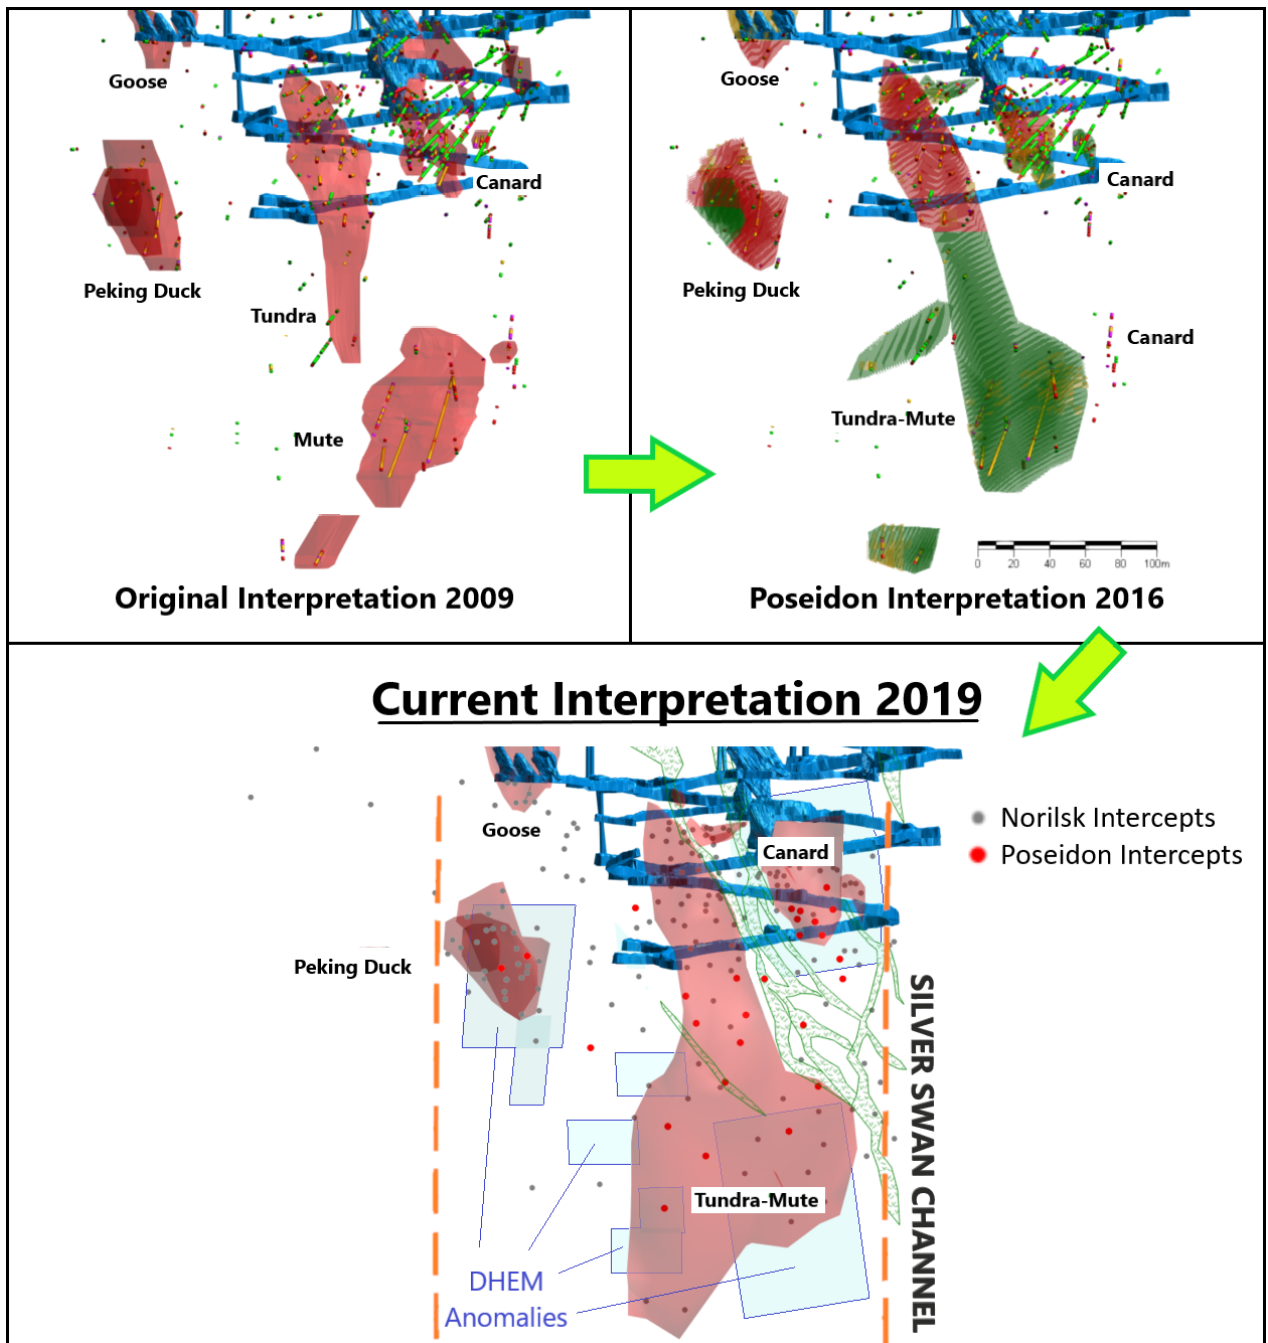 Goose
Canard
Peking Duck
Tundra
Mute
Original Interpretation 2009
Goose
Canard
Peking Duck
Canard
Tundra-Mute
0 20 40 60 80 100m
Poseidon Interpretation 2016
Current Interpretation 2019
Norilsk Intercepts
Poseidon Intercepts
Goose
Canard
Peking Duck
SILVER SWAN CHANNEL
Tundra-Mute
DHEM
Anomalies